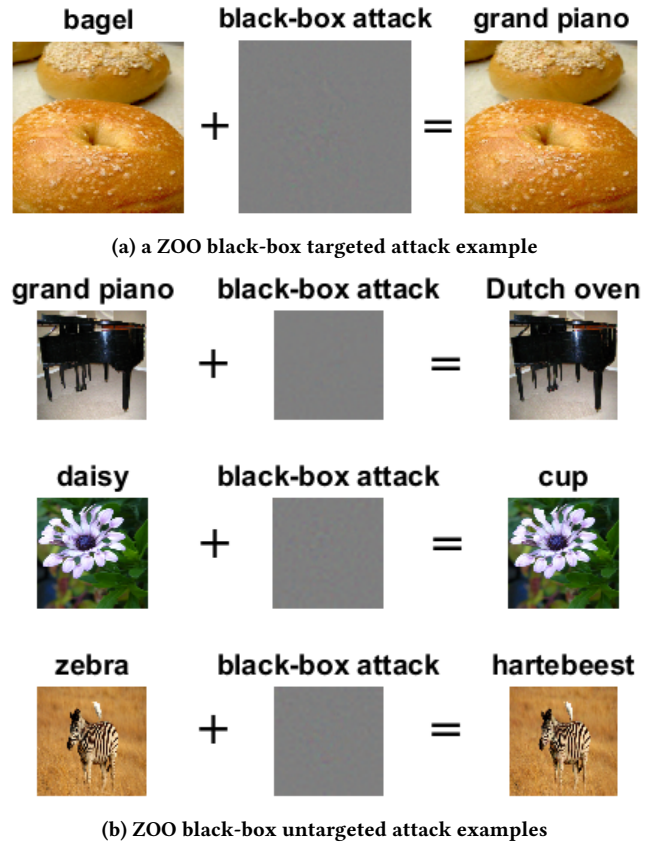 bagel black-box attack grand piano
+ =
(a) a ZOO black-box targeted attack example
grand piano black-box attack Dutch oven
+ =
daisy black-box attack cup
+ =
zebra black-box attack hartebeest
+ =
(b) ZOO black-box untargeted attack examples